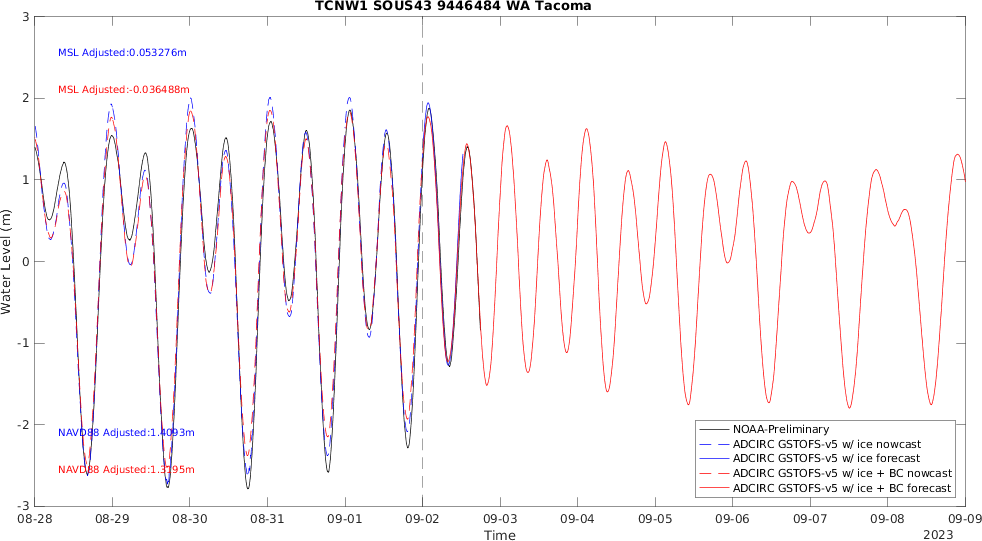 TCNW1 SOUS43 9446484 WA Tacoma
MSL Adjusted:0.053276m
MSL Adjusted:-0.036488m
NAVD88 Adjusted:1.4093m
NAVD88 Adjusted:1.3195m
Water Level (m)
3
2
1
0
-1
-2
-3
NOAA-Preliminary
ADCIRC GSTOFS-v5 w/ ice nowcast
ADCIRC GSTOFS-v5 w/ ice forecast
ADCIRC GSTOFS-v5 w/ ice + BC nowcast
ADCIRC GSTOFS-v5 w/ ice + BC forecast
08-28 08-29 08-30 08-31 09-01 09-02 09-03 09-04 09-05 09-06 09-07 09-08 09-09
Time
2023